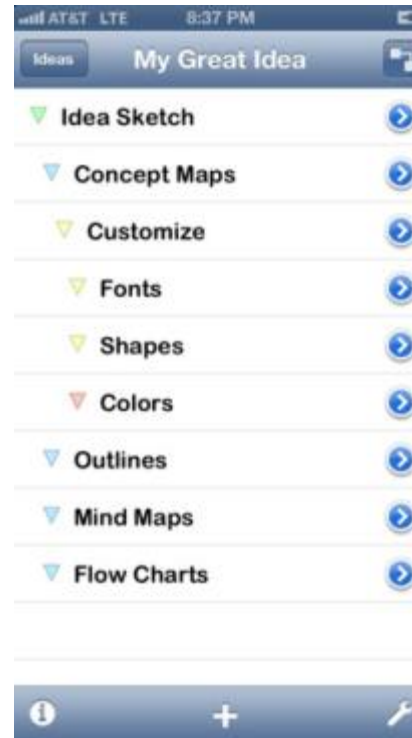 AT&T LTE 8:37 PM
Ideas My Great Idea
Idea Sketch
Concept Maps
Customize
Fonts
Shapes
Colors
Outlines
Mind Maps
Flow Charts